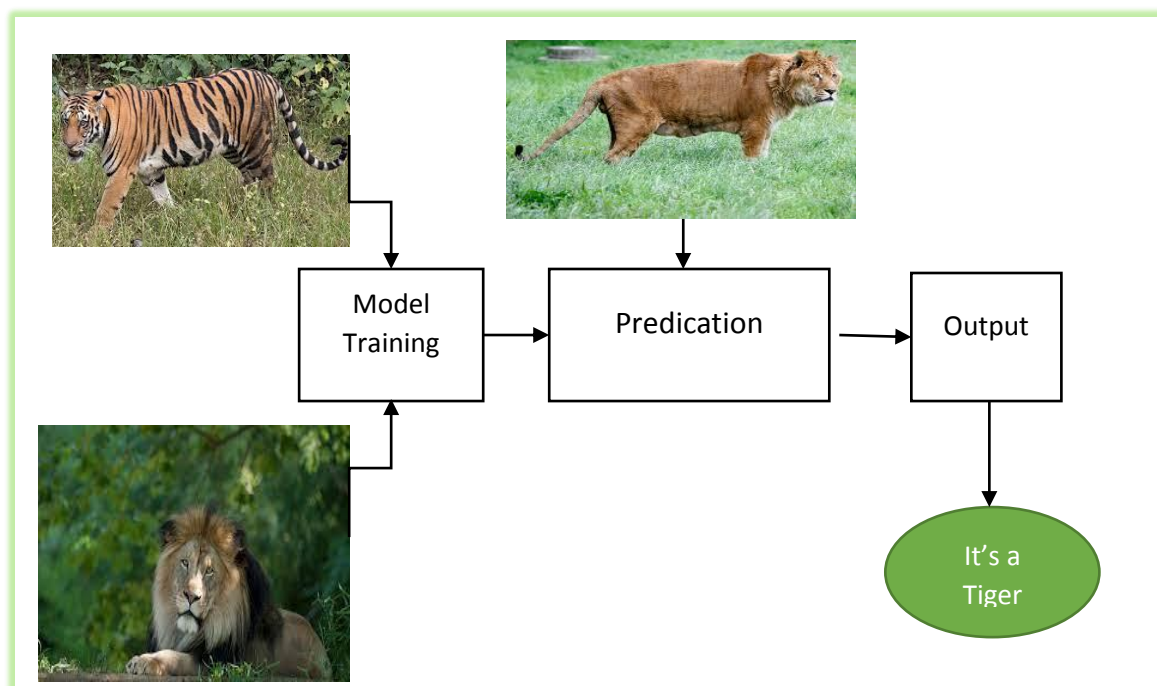 Model
Training
Predication
Output
It’s a
Tiger